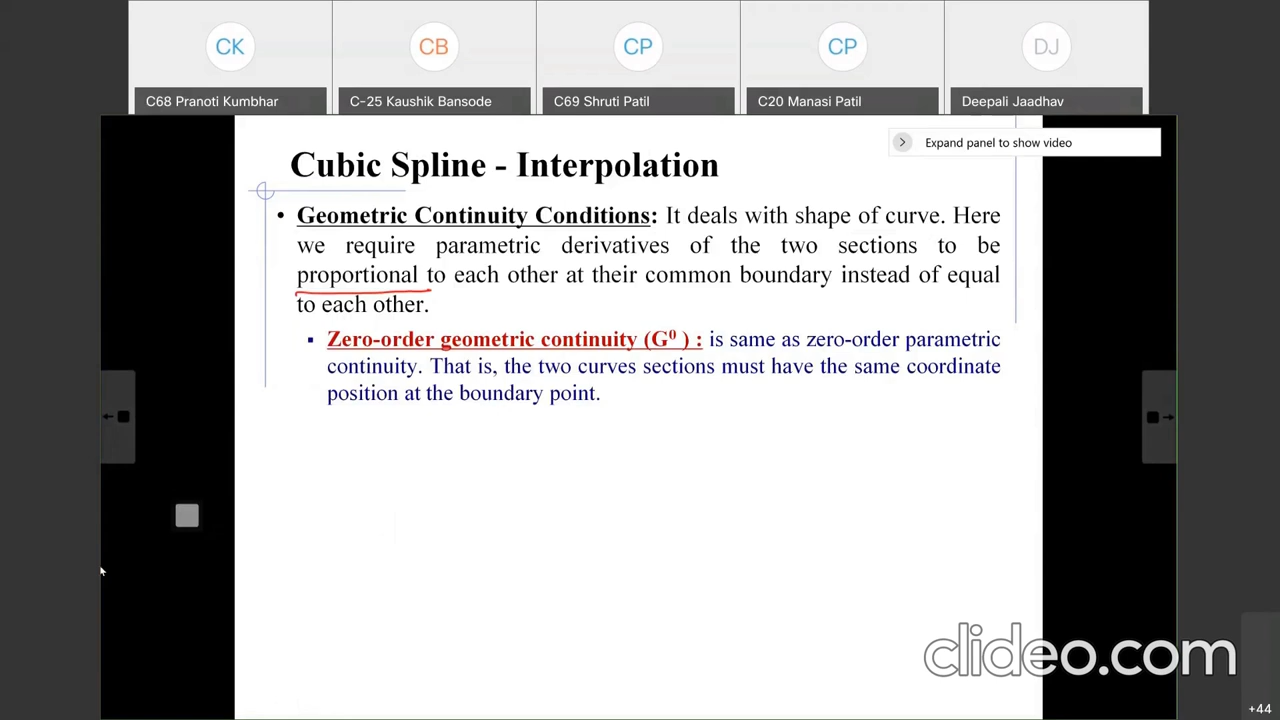 CK
CB
CP
CP
DJ
C68 Pranoti Kumbhar
C-25 Kaushik Bansode
C69 Shruti Patil
C20 Manasi Patil
Deepali Jaadhav
Expand panel to show video
Cubic Spline - Interpolation
• Geometric Continuity Conditions: It deals with shape of curve. Here
we require parametric derivatives of the two sections to be
proportional to each other at their common boundary instead of equal
to each other.
▪ Zero-order geometric continuity (G⁰ ) : is same as zero-order parametric
continuity. That is, the two curves sections must have the same coordinate
position at the boundary point.
clideo.com
+44